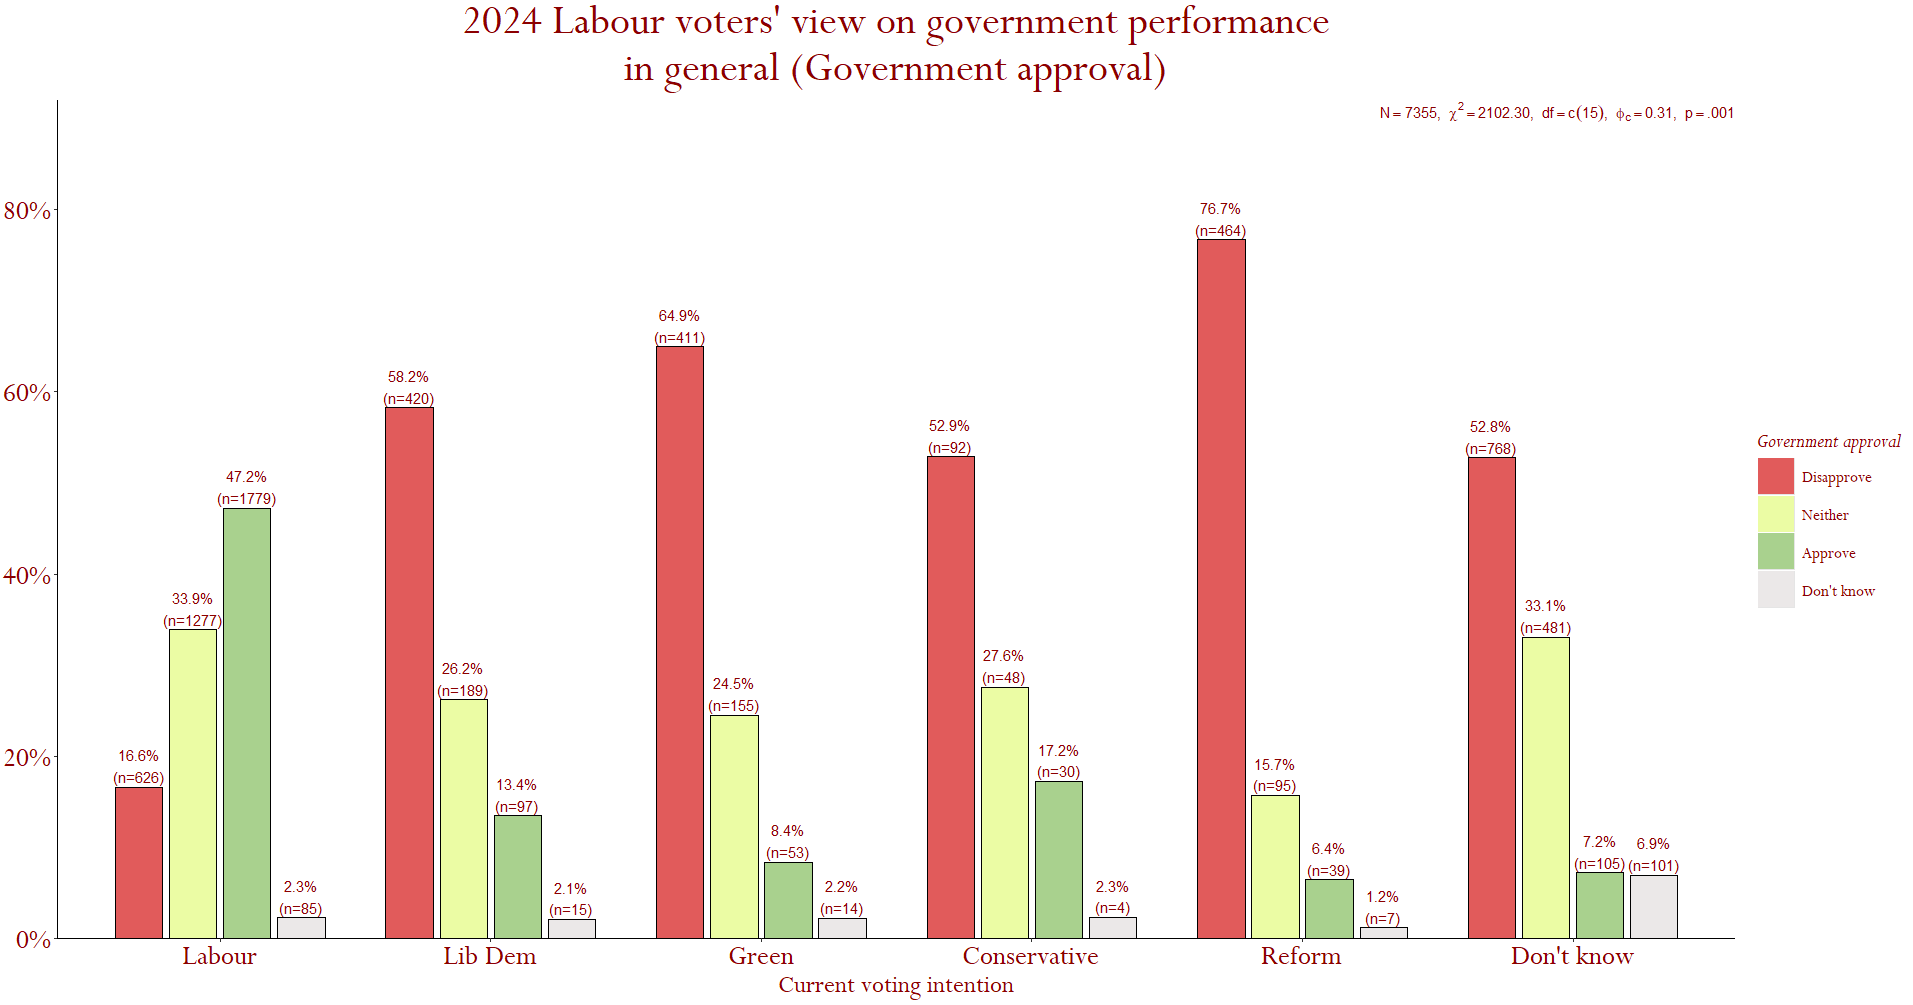 2024 Labour voters' view on government performance
in general (Government approval)
N = 7355, χ2 = 2102.30, df = c(15), ϕc = 0.31, p = .001
80%
60%
40%
20%
0%
16.6%
(n=626)
33.9%
(n=1277)
47.2%
(n=1779)
2.3%
(n=85)
58.2%
(n=420)
26.2%
(n=189)
13.4%
(n=97)
2.1%
(n=15)
64.9%
(n=411)
24.5%
(n=155)
8.4%
(n=53)
2.2%
(n=14)
52.9%
(n=92)
27.6%
(n=48)
17.2%
(n=30)
2.3%
(n=4)
76.7%
(n=464)
15.7%
(n=95)
6.4%
(n=39)
1.2%
(n=7)
52.8%
(n=768)
33.1%
(n=481)
7.2%
(n=105)
6.9%
(n=101)
Labour
Lib Dem
Green
Conservative
Reform
Don't know
Current voting intention
Government approval
Disapprove
Neither
Approve
Don't know